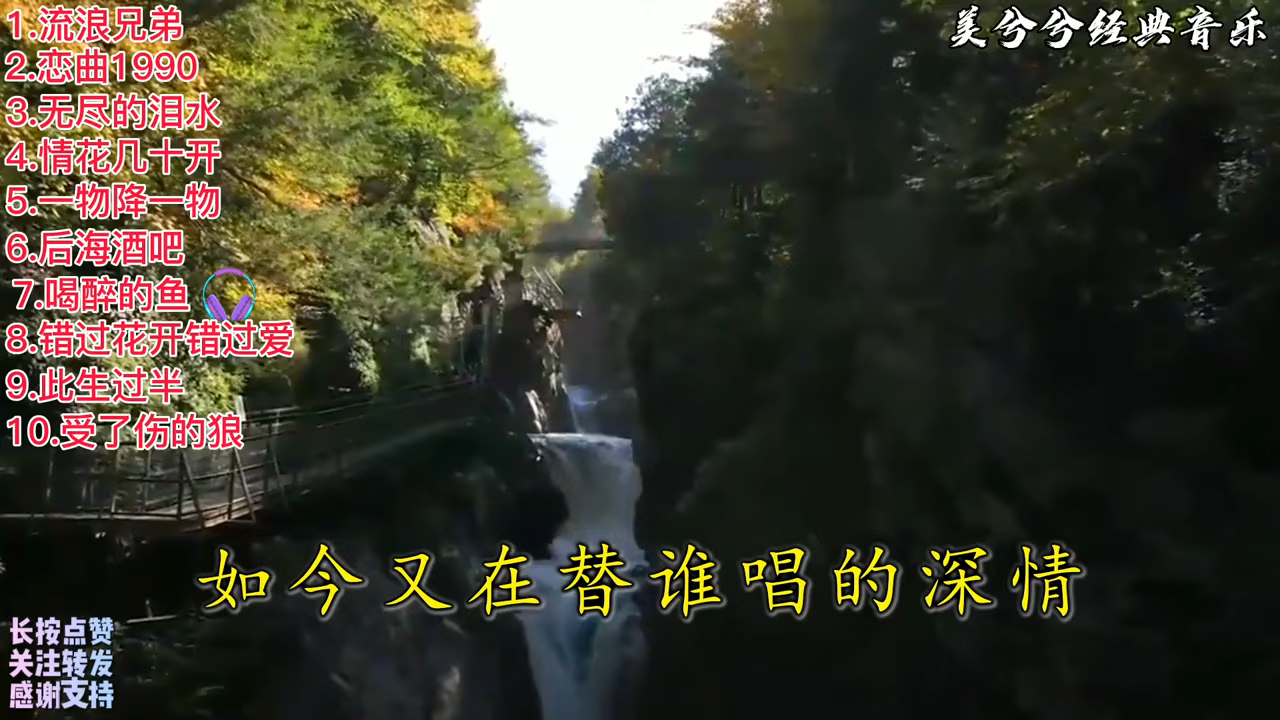 1.流浪兄弟
2.恋曲1990
3.无尽的泪水
4.情花几十开
5.一物降一物
6.后海酒吧
7.喝醉的鱼
8.错过花开错过爱
9.此生过半
10.受了伤的狼
美兮兮经典音乐
如今又在替谁唱的深情
长按点赞
关注转发
感谢支持